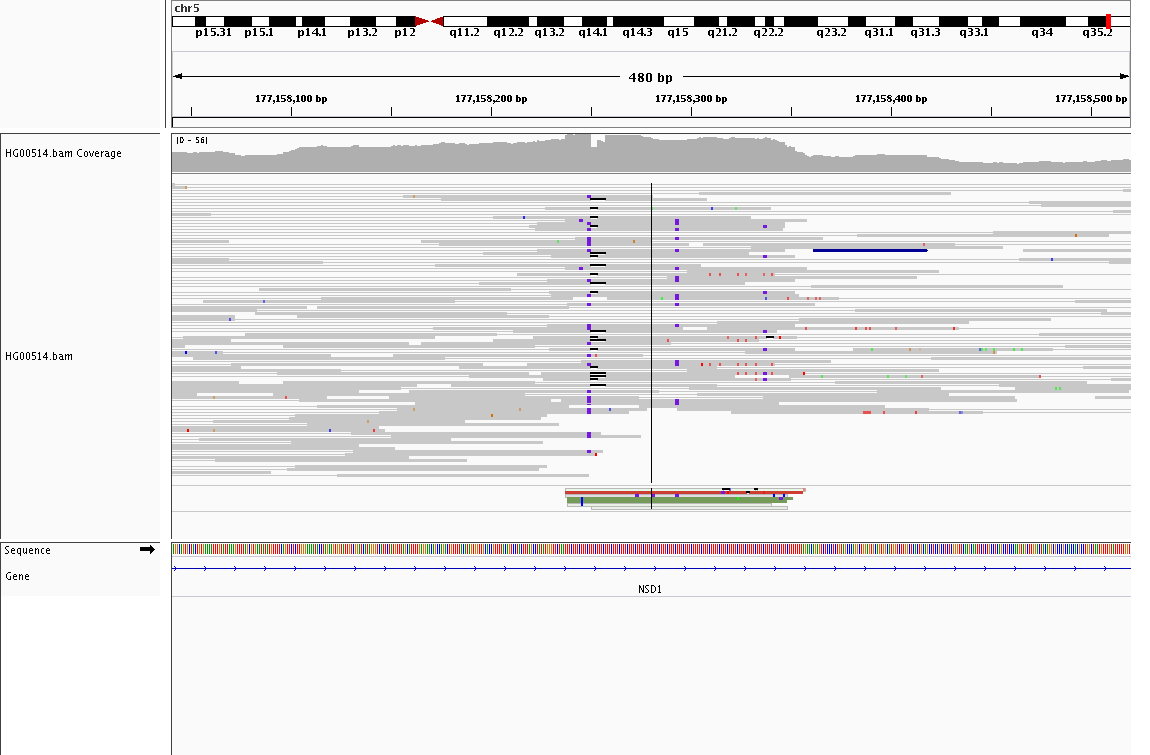 chr5
p15.31 p15.1 p14.1 p13.2 p12 q11.2 q12.2 q13.2 q14.1 q14.3 q15 q21.2 q22.2 q23.2 q31.1 q31.3 q33.1 q34 q35.2
480 bp
177,158,100 bp 177,158,200 bp 177,158,300 bp 177,158,400 bp 177,158,500 bp
HG00514.bam Coverage
[0 - 56]
HG00514.bam
Sequence
Gene
NSD1